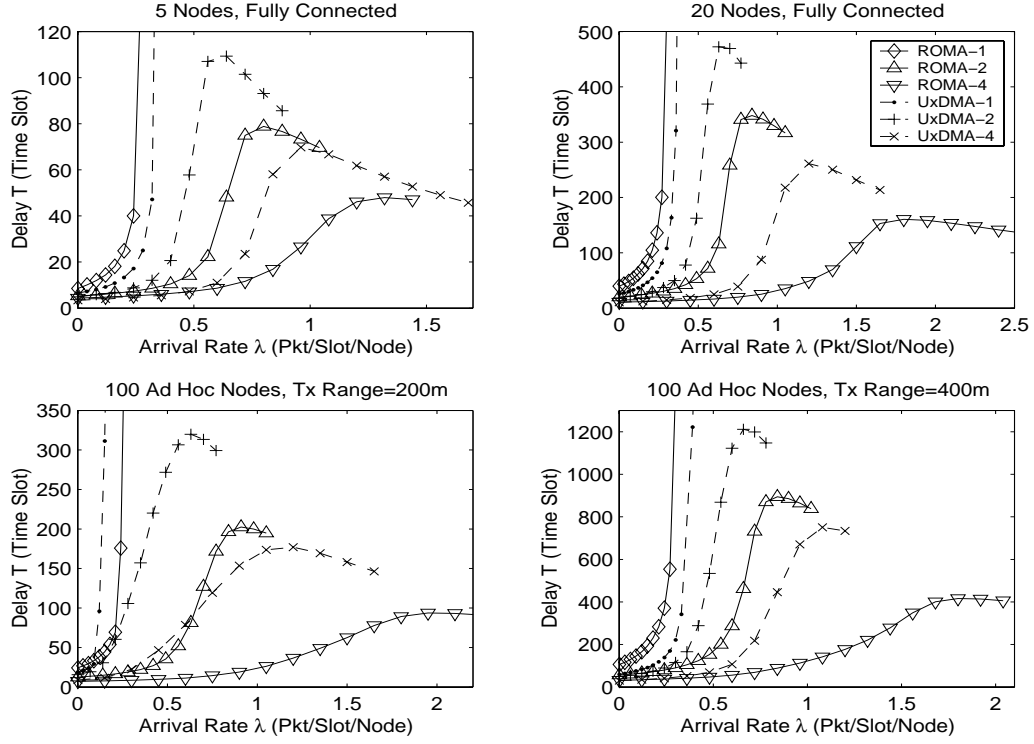 5 Nodes, Fully Connected
120
100
80
60
40
20
0
Delay T (Time Slot)
0 0.5 1 1.5
Arrival Rate λ (Pkt/Slot/Node)
20 Nodes, Fully Connected
500
400
300
200
100
0
Delay T (Time Slot)
ROMA−1
ROMA−2
ROMA−4
UxDMA−1
UxDMA−2
UxDMA−4
0 0.5 1 1.5 2 2.5
Arrival Rate λ (Pkt/Slot/Node)
100 Ad Hoc Nodes, Tx Range=200m
350
300
250
200
150
100
50
0
Delay T (Time Slot)
0 0.5 1 1.5 2
Arrival Rate λ (Pkt/Slot/Node)
100 Ad Hoc Nodes, Tx Range=400m
1200
1000
800
600
400
200
0
Delay T (Time Slot)
0 0.5 1 1.5 2
Arrival Rate λ (Pkt/Slot/Node)